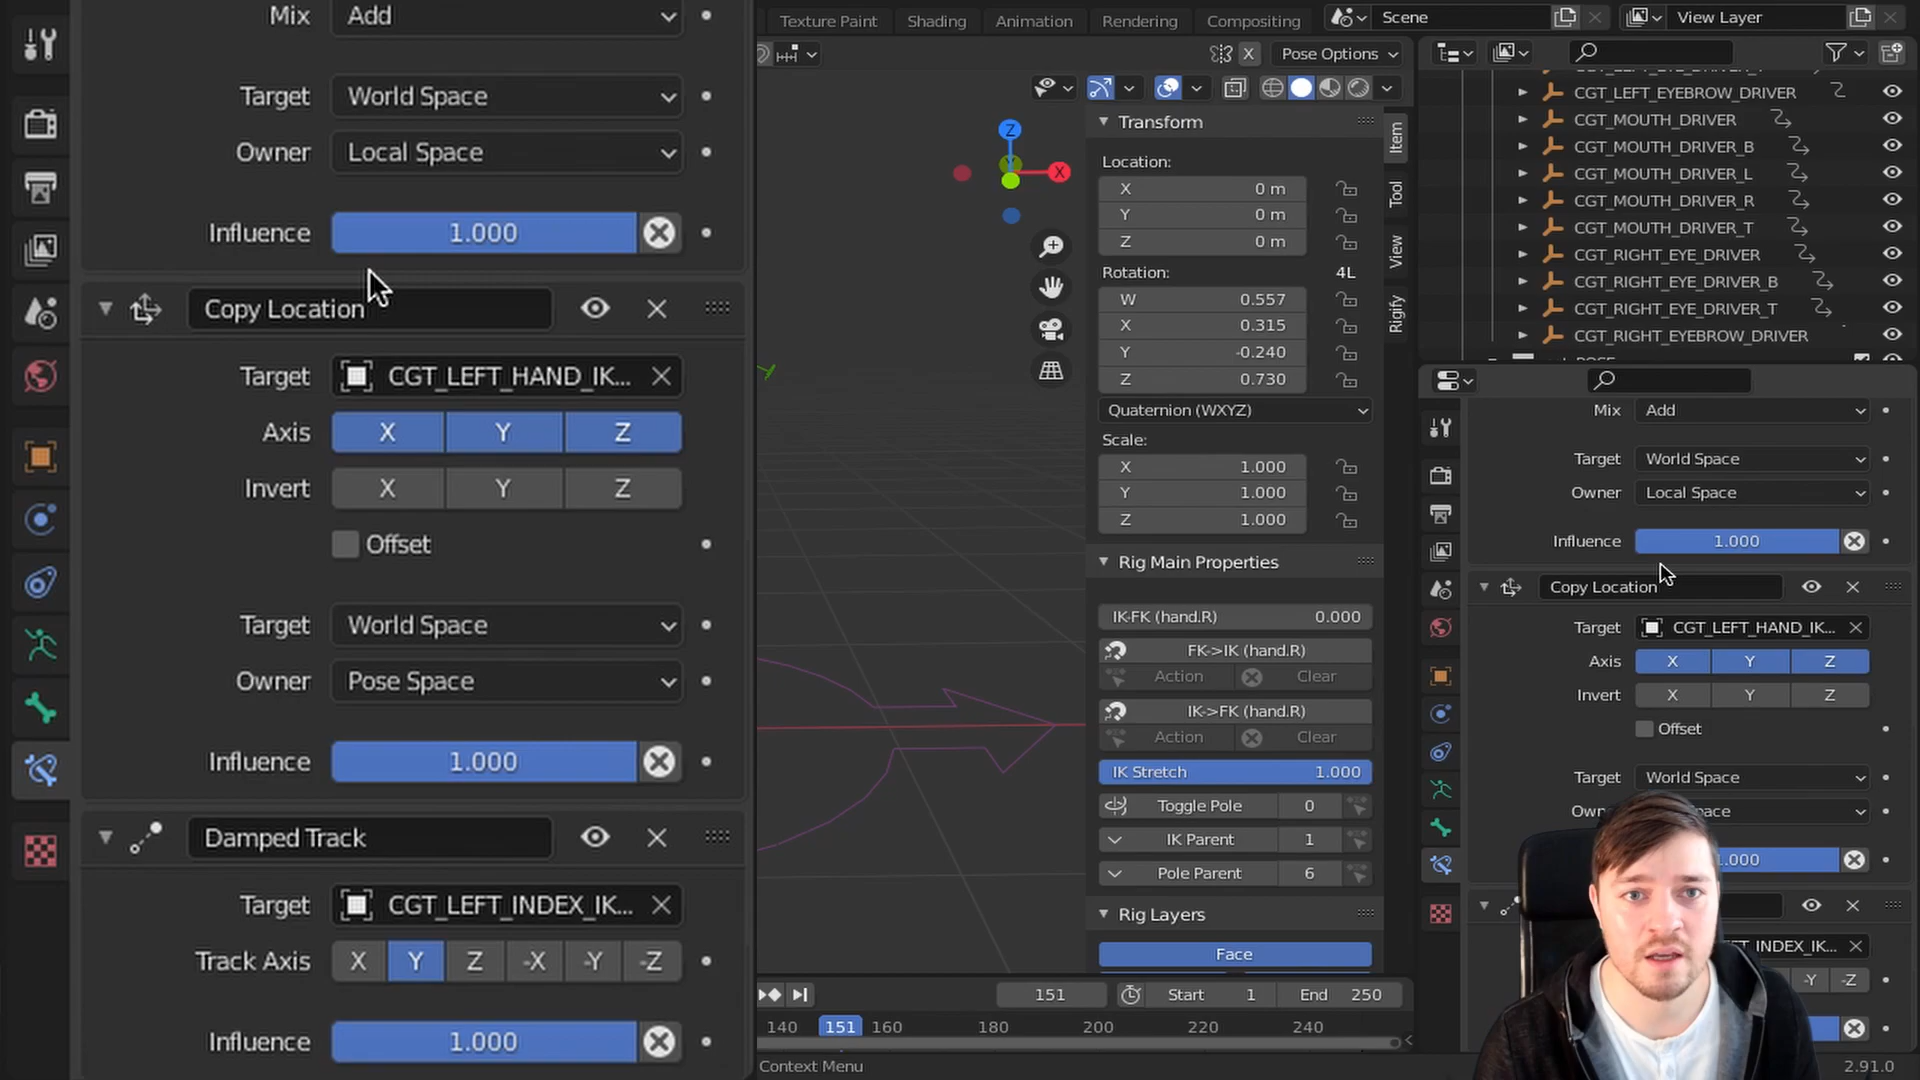 Mix Add
Target World Space
Owner Local Space
Influence 1.000
Copy Location
Target CGT_LEFT_HAND_IK...
Axis X Y Z
Invert X Y Z
Offset
Target World Space
Owner Pose Space
Influence 1.000
Damped Track
Target CGT_LEFT_INDEX_IK...
Track Axis X Y Z -X -Y -Z
Influence 1.000
Texture Paint Shading Animation Rendering Compositing
X Pose Options
Z
X
Transform
Location:
X 0 m
Y 0 m
Z 0 m
Rotation: 4L
W 0.557
X 0.315
Y -0.240
Z 0.730
Quaternion (WXYZ)
Scale:
X 1.000
Y 1.000
Z 1.000
Rig Main Properties
IK-FK (hand.R) 0.000
FK->IK (hand.R)
Action Clear
IK->FK (hand.R)
Action Clear
IK Stretch 1.000
Toggle Pole 0
IK Parent 1
Pole Parent 6
Rig Layers
Face
Item
Tool
View
Rigify
151 Start 1 End 250
140 151 160 180 200 220 240
Context Menu
Scene View Layer
CGT_LEFT_EYEBROW_DRIVER
CGT_MOUTH_DRIVER
CGT_MOUTH_DRIVER_B
CGT_MOUTH_DRIVER_L
CGT_MOUTH_DRIVER_R
CGT_MOUTH_DRIVER_T
CGT_RIGHT_EYE_DRIVER
CGT_RIGHT_EYE_DRIVER_B
CGT_RIGHT_EYE_DRIVER_T
CGT_RIGHT_EYEBROW_DRIVER
Mix Add
Target World Space
Owner Local Space
Influence 1.000
Copy Location
Target CGT_LEFT_HAND_IK...
Axis X Y Z
Invert X Y Z
Offset
Target World Space
pace
.000
INDEX_IK...
-Y -Z
2.91.0